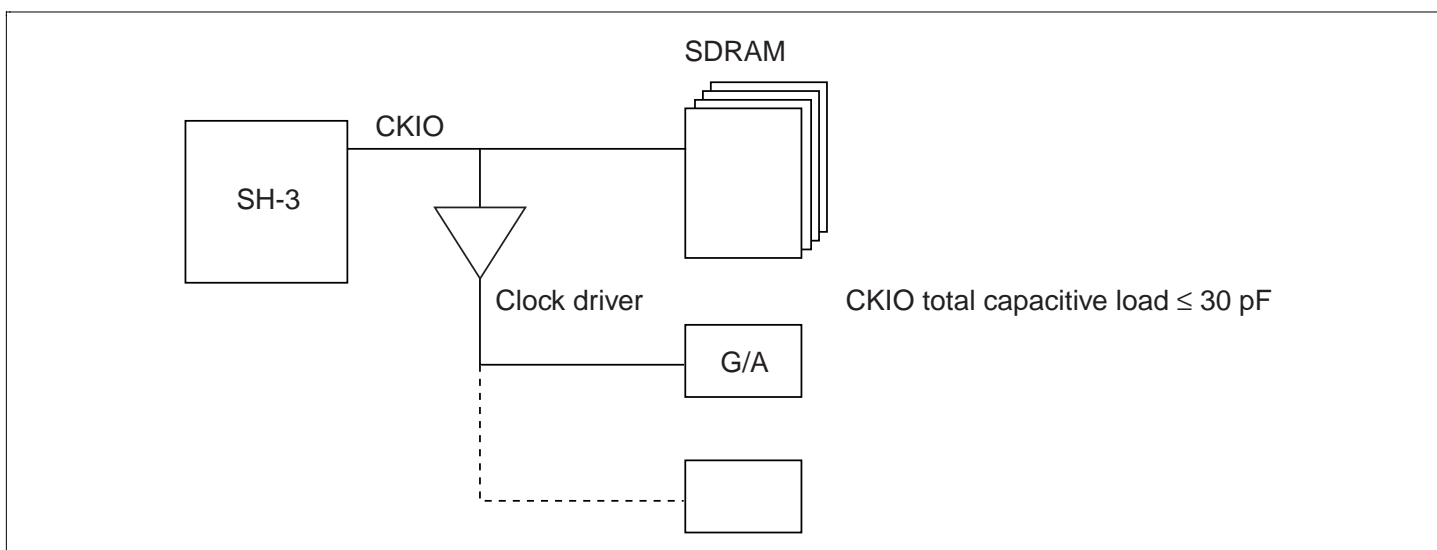 SDRAM
CKIO
SH-3
Clock driver
CKIO total capacitive load ≤ 30 pF
G/A